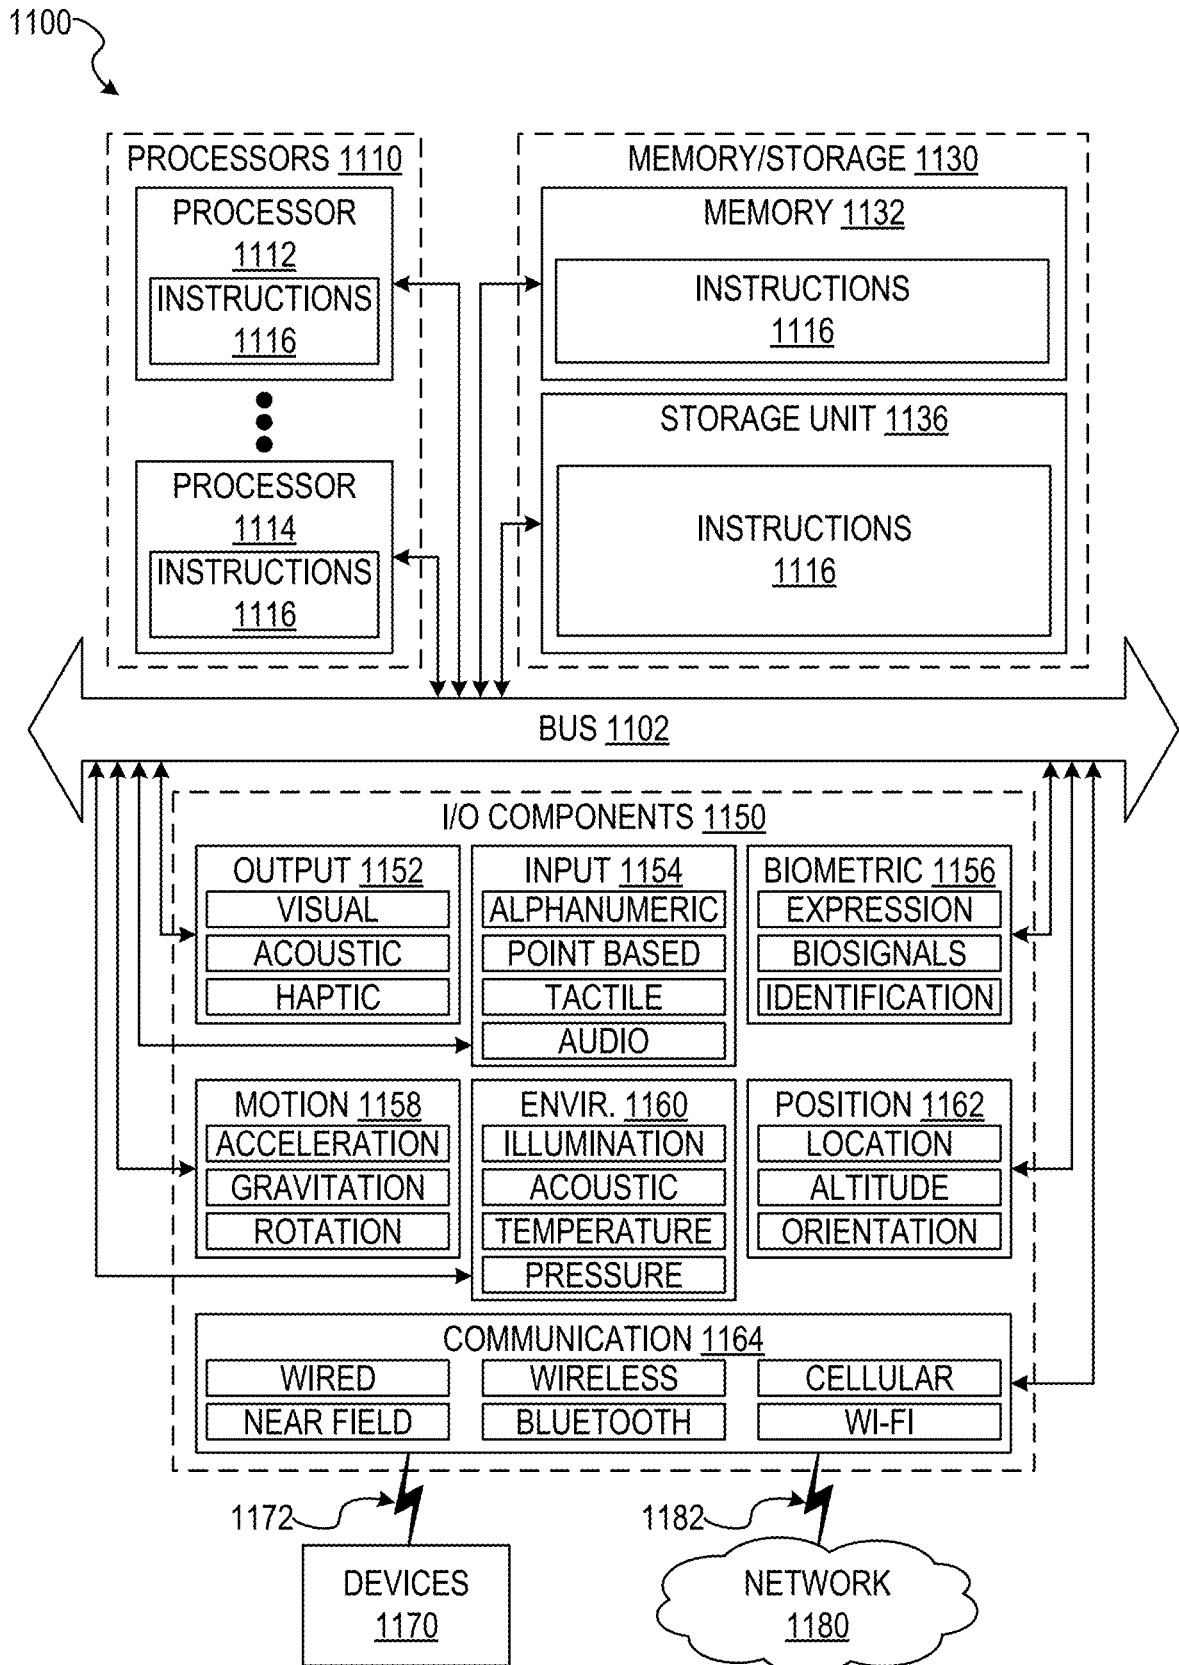 1100
PROCESSORS 1110
PROCESSOR
1112
INSTRUCTIONS
1116
PROCESSOR
1114
INSTRUCTIONS
1116
MEMORY/STORAGE 1130
MEMORY 1132
INSTRUCTIONS
1116
STORAGE UNIT 1136
INSTRUCTIONS
1116
BUS 1102
I/O COMPONENTS 1150
OUTPUT 1152
VISUAL
ACOUSTIC
HAPTIC
INPUT 1154
ALPHANUMERIC
POINT BASED
TACTILE
AUDIO
BIOMETRIC 1156
EXPRESSION
BIOSIGNALS
IDENTIFICATION
MOTION 1158
ACCELERATION
GRAVITATION
ROTATION
ENVIR. 1160
ILLUMINATION
ACOUSTIC
TEMPERATURE
PRESSURE
POSITION 1162
LOCATION
ALTITUDE
ORIENTATION
COMMUNICATION 1164
WIRED
WIRELESS
CELLULAR
NEAR FIELD
BLUETOOTH
WI-FI
1172
1182
DEVICES
1170
NETWORK
1180